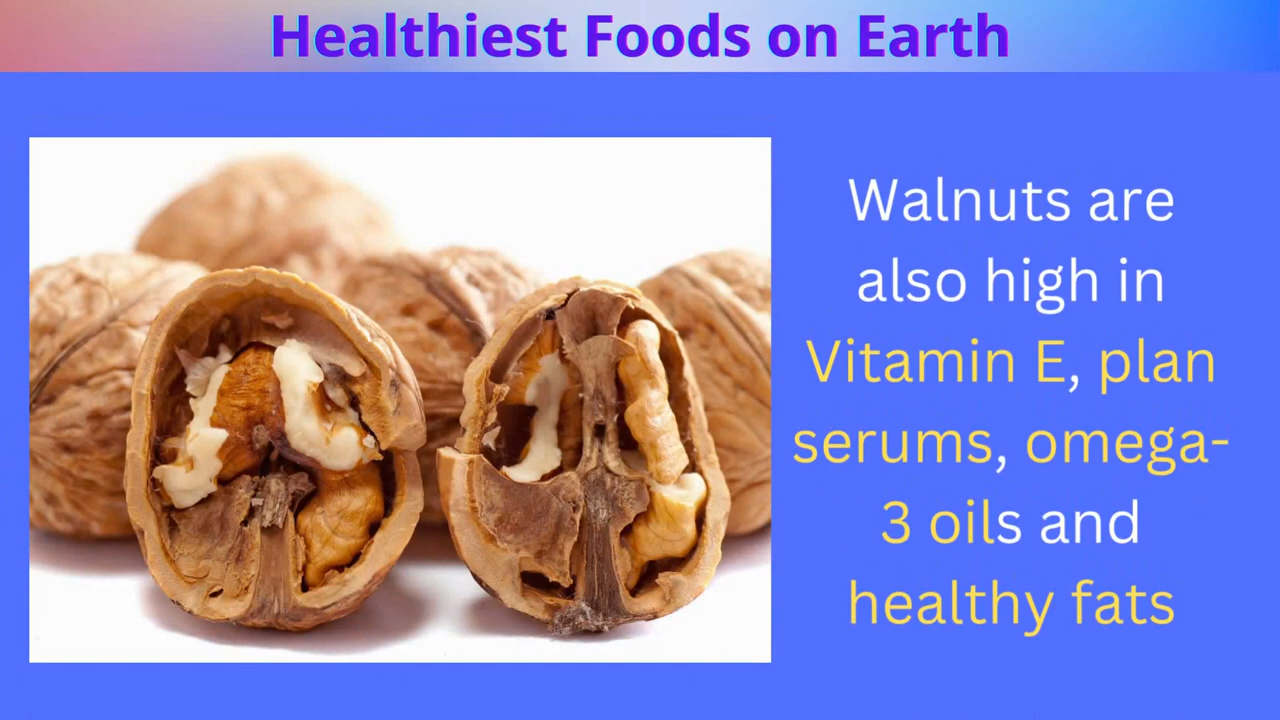 Healthiest Foods on Earth
Walnuts are
also high in
Vitamin E, plan
serums, omega-
3 oils and
healthy fats